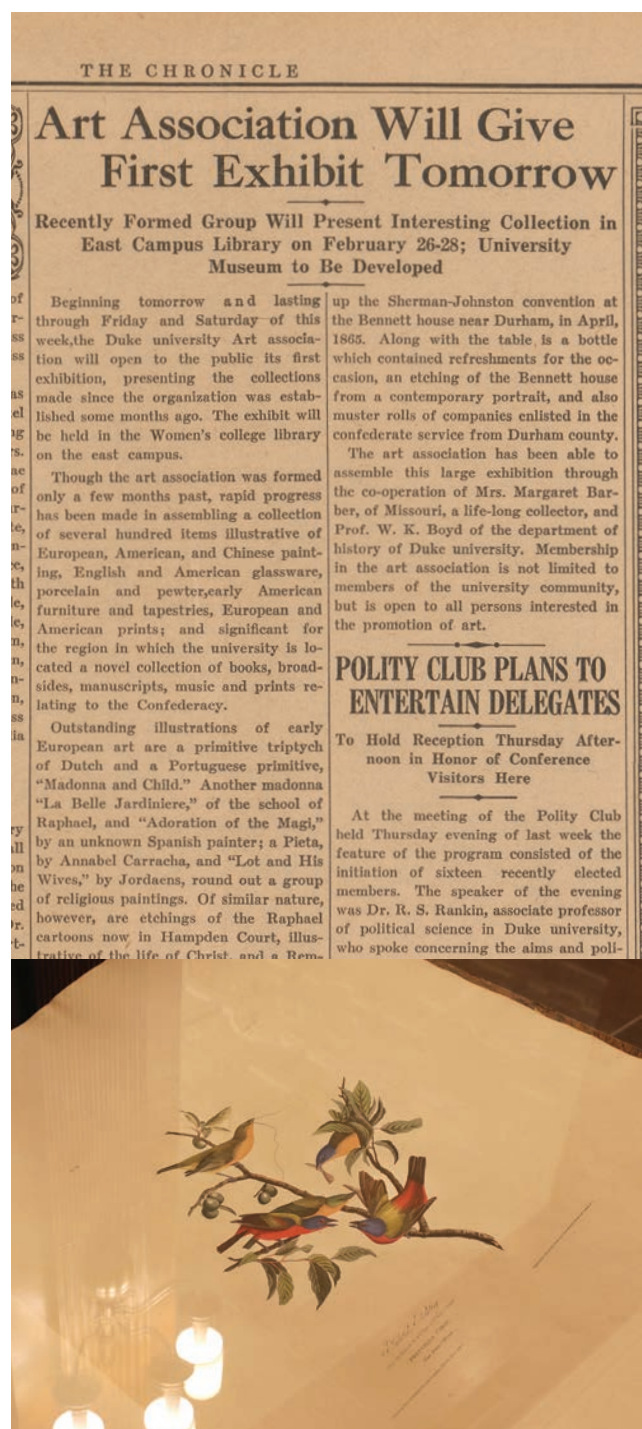 THE CHRONICLE
Art Association Will Give
First Exhibit Tomorrow
Recently Formed Group Will Present Interesting Collection in
East Campus Library on February 26-28; University
Museum to Be Developed
Beginning tomorrow and lasting
through Friday and Saturday of this
week,the Duke university Art associa-
tion will open to the public its first
exhibition, presenting the collections
made since the organization was estab-
lished some months ago. The exhibit will
be held in the Women's college library
on the east campus.
Though the art association was formed
only a few months past, rapid progress
has been made in assembling a collection
of several hundred items illustrative of
European, American, and Chinese paint-
ing, English and American glassware,
porcelain and pewter,early American
furniture and tapestries, European and
American prints; and significant for
the region in which the university is lo-
cated a novel collection of books, broad-
sides, manuscripts, music and prints re-
lating to the Confederacy.
Outstanding illustrations of early
European art are a primitive triptych
of Dutch and a Portuguese primitive,
"Madonna and Child." Another madonna
"La Belle Jardiniere," of the school of
Raphael, and "Adoration of the Magi,"
by an unknown Spanish painter; a Pieta,
by Annabel Carracha, and "Lot and His
Wives," by Jordaens, round out a group
of religious paintings. Of similar nature,
however, are etchings of the Raphael
cartoons now in Hampden Court, illus-
trative of the life of Christ, and a Rem-
up the Sherman-Johnston convention at
the Bennett house near Durham, in April,
1865. Along with the table is a bottle
which contained refreshments for the oc-
casion, an etching of the Bennett house
from a contemporary portrait, and also
muster rolls of companies enlisted in the
confederate service from Durham county.
The art association has been able to
assemble this large exhibition through
the co-operation of Mrs. Margaret Bar-
ber, of Missouri, a life-long collector, and
Prof. W. K. Boyd of the department of
history of Duke university. Membership
in the art association is not limited to
members of the university community,
but is open to all persons interested in
the promotion of art.
POLITY CLUB PLANS TO
ENTERTAIN DELEGATES
To Hold Reception Thursday After-
noon in Honor of Conference
Visitors Here
At the meeting of the Polity Club
held Thursday evening of last week the
feature of the program consisted of the
initiation of sixteen recently elected
members. The speaker of the evening
was Dr. R. S. Rankin, associate professor
of political science in Duke university,
who spoke concerning the aims and poli-